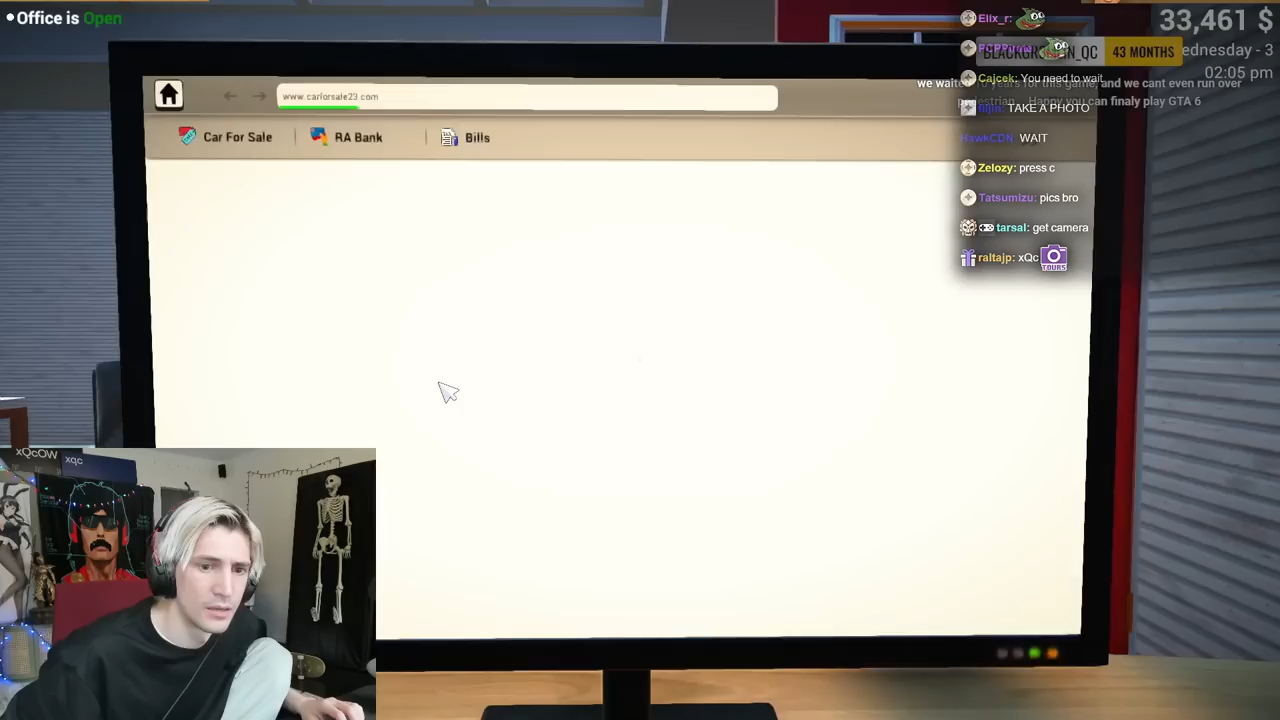 Office is Open
33,461 $
ednesday - 3
02:05 pm
43 MONTHS
Elix_r:
Cajcek: You need to wait
TAKE A PHOTO
HawkCDN: WAIT
Zelozy: press c
Tatsumizu: pics bro
tarsal: get camera
raltajp: xQc
TOURS
years for this game, and we cant even run over
Happy you can finaly play GTA 6
www.carforsale23.com
Car For Sale
RA Bank
Bills
xQcOW
xqc